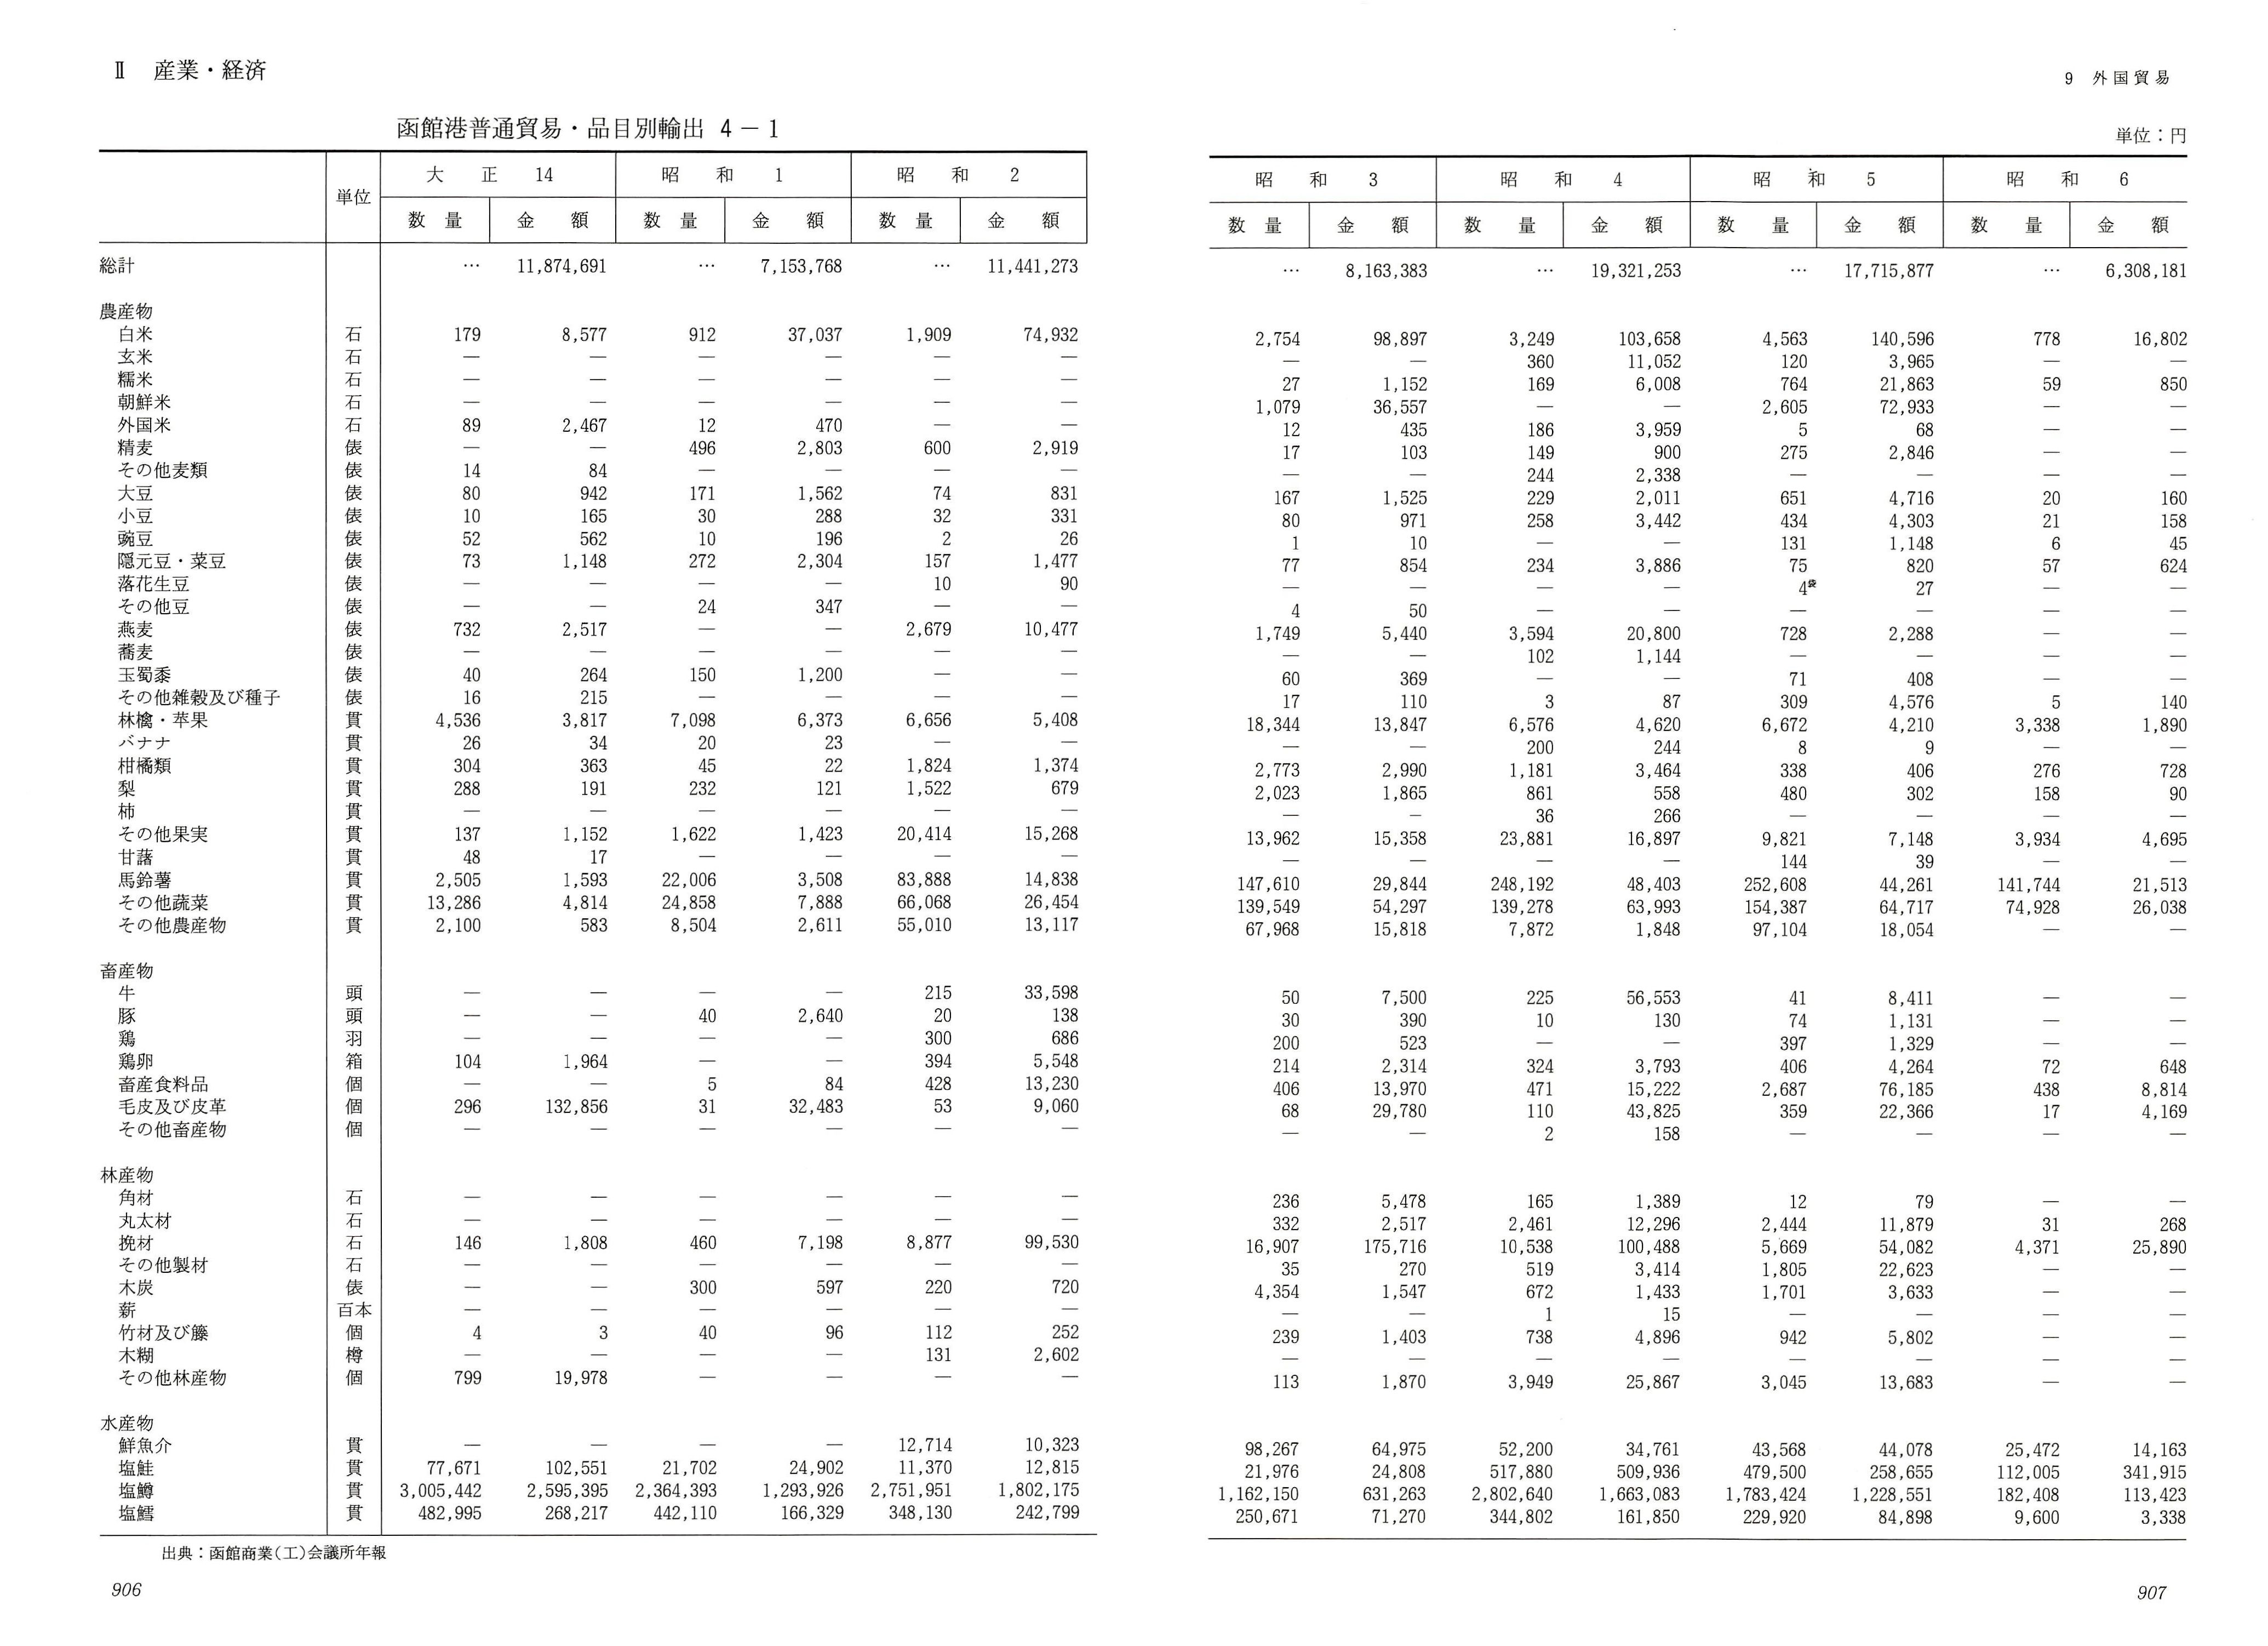 Ⅱ 産業・経済
9 外国貿易
函館港普通貿易・品目別輸出 4－1
単位：円
単位 大正14 昭和1 昭和2 昭和3 昭和4 昭和5 昭和6
数量 金額 数量 金額 数量 金額 数量 金額 数量 金額 数量 金額 数量 金額
総計 … 11,874,691 … 7,153,768 … 11,441,273 … 8,163,383 … 19,321,253 … 17,715,877 … 6,308,181
農産物
白米 石 179 8,577 912 37,037 1,909 74,932 2,754 98,897 3,249 103,658 4,563 140,596 778 16,802
玄米 石 — — — — — — — — 360 11,052 120 3,965 — —
糯米 石 — — — — — — 27 1,152 169 6,008 764 21,863 59 850
朝鮮米 石 — — — — — — 1,079 36,557 — — 2,605 72,933 — —
外国米 石 89 2,467 12 470 — — 12 435 186 3,959 5 68 — —
精麦 俵 — — 496 2,803 600 2,919 17 103 149 900 275 2,846 — —
その他麦類 俵 14 84 — — — — — — 244 2,338 — — — —
大豆 俵 80 942 171 1,562 74 831 167 1,525 229 2,011 651 4,716 20 160
小豆 俵 10 165 30 288 32 331 80 971 258 3,442 434 4,303 21 158
豌豆 俵 52 562 10 196 2 26 1 10 — — 131 1,148 6 45
隠元豆・菜豆 俵 73 1,148 272 2,304 157 1,477 77 854 234 3,886 75 820 57 624
落花生豆 俵 — — — — 10 90 — — — — 4袋 27 — —
その他豆 俵 — — 24 347 — — 4 50 — — — — — —
燕麦 俵 732 2,517 — — 2,679 10,477 1,749 5,440 3,594 20,800 728 2,288 — —
蕎麦 俵 — — — — — — — — 102 1,144 — — — —
玉蜀黍 俵 40 264 150 1,200 — — 60 369 — — 71 408 — —
その他雑穀及び種子 俵 16 215 — — — — 17 110 3 87 309 4,576 5 140
林檎・苹果 貫 4,536 3,817 7,098 6,373 6,656 5,408 18,344 13,847 6,576 4,620 6,672 4,210 3,338 1,890
バナナ 貫 26 34 20 23 — — — — 200 244 8 9 — —
柑橘類 貫 304 363 45 22 1,824 1,374 2,773 2,990 1,181 3,464 338 406 276 728
梨 貫 288 191 232 121 1,522 679 2,023 1,865 861 558 480 302 158 90
柿 貫 — — — — — — — — 36 266 — — — —
その他果実 貫 137 1,152 1,622 1,423 20,414 15,268 13,962 15,358 23,881 16,897 9,821 7,148 3,934 4,695
甘藷 貫 48 17 — — — — — — — — 144 39 — —
馬鈴薯 貫 2,505 1,593 22,006 3,508 83,888 14,838 147,610 29,844 248,192 48,403 252,608 44,261 141,744 21,513
その他蔬菜 貫 13,286 4,814 24,858 7,888 66,068 26,454 139,549 54,297 139,278 63,993 154,387 64,717 74,928 26,038
その他農産物 貫 2,100 583 8,504 2,611 55,010 13,117 67,968 15,818 7,872 1,848 97,104 18,054 — —
畜産物
牛 頭 — — — — 215 33,598 50 7,500 225 56,553 41 8,411 — —
豚 頭 — — 40 2,640 20 138 30 390 10 130 74 1,131 — —
鶏 羽 — — — — 300 686 200 523 — — 397 1,329 — —
鶏卵 箱 104 1,964 — — 394 5,548 214 2,314 324 3,793 406 4,264 72 648
畜産食料品 個 — — 5 84 428 13,230 406 13,970 471 15,222 2,687 76,185 438 8,814
毛皮及び皮革 個 296 132,856 31 32,483 53 9,060 68 29,780 110 43,825 359 22,366 17 4,169
その他畜産物 個 — — — — — — — — 2 158 — — — —
林産物
角材 石 — — — — — — 236 5,478 165 1,389 12 79 — —
丸太材 石 — — — — — — 332 2,517 2,461 12,296 2,444 11,879 31 268
挽材 石 146 1,808 460 7,198 8,877 99,530 16,907 175,716 10,538 100,488 5,669 54,082 4,371 25,890
その他製材 石 — — — — — — 35 270 519 3,414 1,805 22,623 — —
木炭 俵 — — 300 597 220 720 4,354 1,547 672 1,433 1,701 3,633 — —
薪 百本 — — — — — — — — 1 15 — — — —
竹材及び籐 個 4 3 40 96 112 252 239 1,403 738 4,896 942 5,802 — —
木糊 樽 — — — — 131 2,602 — — — — — — — —
その他林産物 個 799 19,978 — — — — 113 1,870 3,949 25,867 3,045 13,683 — —
水産物
鮮魚介 貫 — — — — 12,714 10,323 98,267 64,975 52,200 34,761 43,568 44,078 25,472 14,163
塩鮭 貫 77,671 102,551 21,702 24,902 11,370 12,815 21,976 24,808 517,880 509,936 479,500 258,655 112,005 341,915
塩鱒 貫 3,005,442 2,595,395 2,364,393 1,293,926 2,751,951 1,802,175 1,162,150 631,263 2,802,640 1,663,083 1,783,424 1,228,551 182,408 113,423
塩鱈 貫 482,995 268,217 442,110 166,329 348,130 242,799 250,671 71,270 344,802 161,850 229,920 84,898 9,600 3,338
出典：函館商業（工）会議所年報
906
907